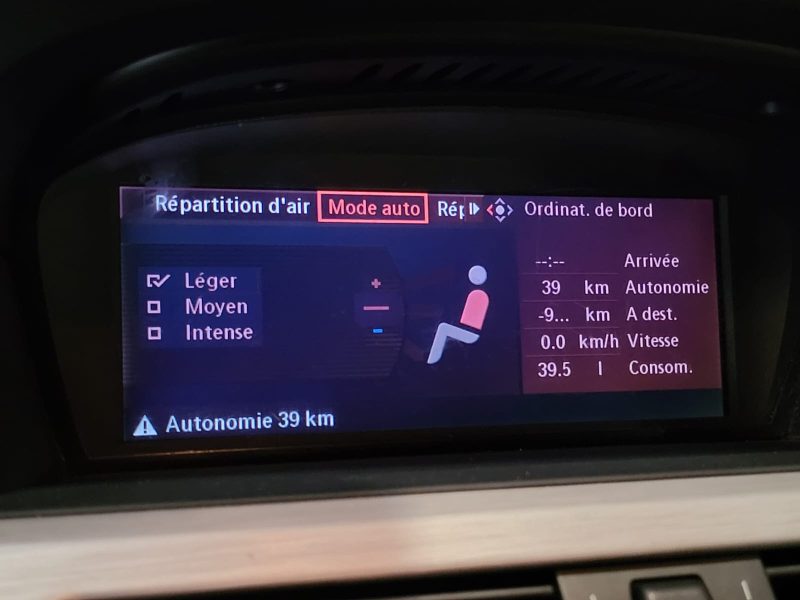 Répartition d'air Mode auto Rép Ordinat. de bord
Léger
Moyen
Intense
--:-- Arrivée
39 km Autonomie
-9... km A dest.
0.0 km/h Vitesse
39.5 l Consom.
Autonomie 39 km